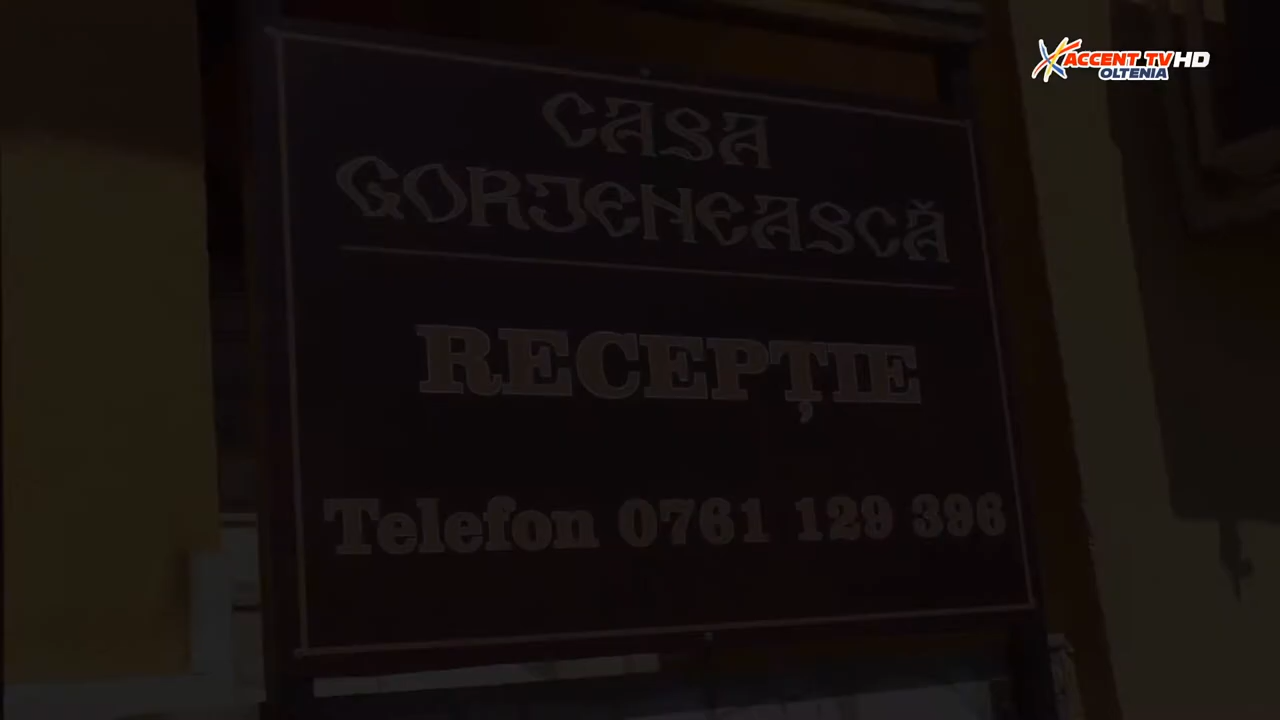 ACCENT TV HD
OLTENIA
CASA
GORJENEASCĂ
RECEPȚIE
Telefon 0761 129 396